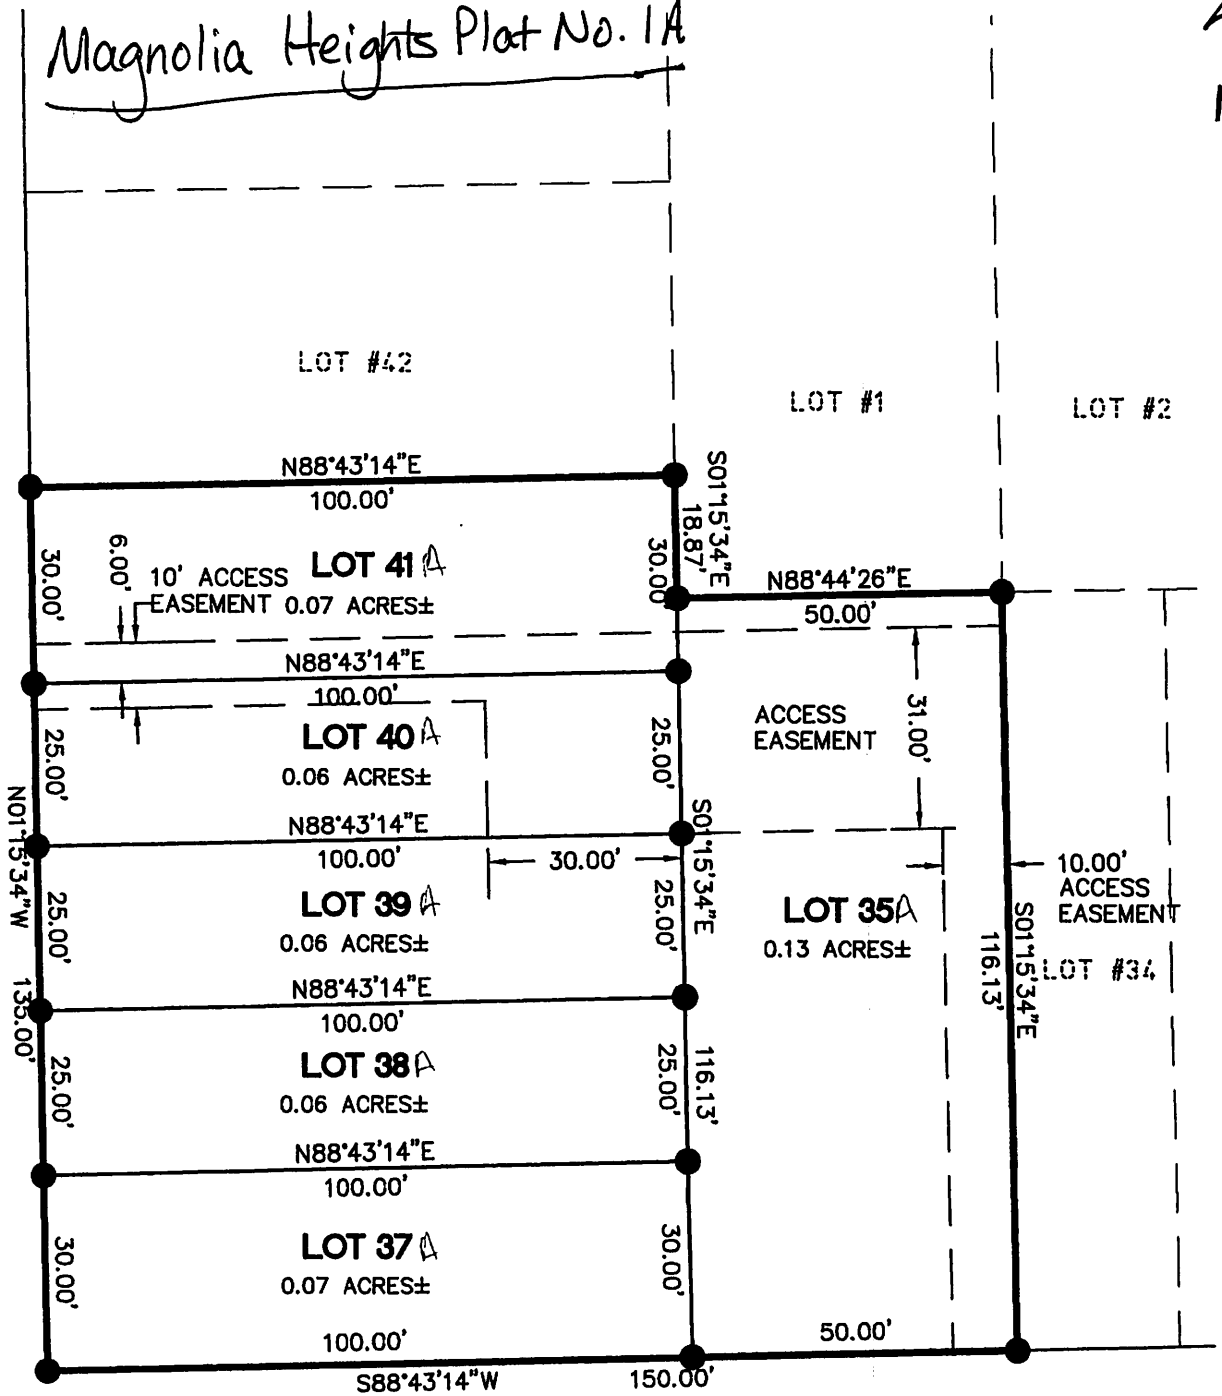 Magnolia Heights Plat No. 1A
LOT #42
LOT #1
LOT #2
N88°43'14"E
100.00'
S01°15'34"E
18.87'
30.00'
30.00'
6.00'
10' ACCESS
EASEMENT
LOT 41 A
0.07 ACRES±
N88°44'26"E
50.00'
N88°43'14"E
100.00'
LOT 40 A
0.06 ACRES±
25.00'
25.00'
ACCESS
EASEMENT
31.00'
N01°15'34"W
135.00'
N88°43'14"E
100.00'
30.00'
S01°15'34"E
116.13'
LOT 39 A
0.06 ACRES±
25.00'
25.00'
LOT 35A
0.13 ACRES±
10.00'
ACCESS
EASEMENT
S01°15'34"E
116.13'
LOT #34
N88°43'14"E
100.00'
LOT 38 A
0.06 ACRES±
25.00'
25.00'
N88°43'14"E
100.00'
LOT 37 A
0.07 ACRES±
30.00'
30.00'
100.00'
50.00'
S88°43'14"W
150.00'